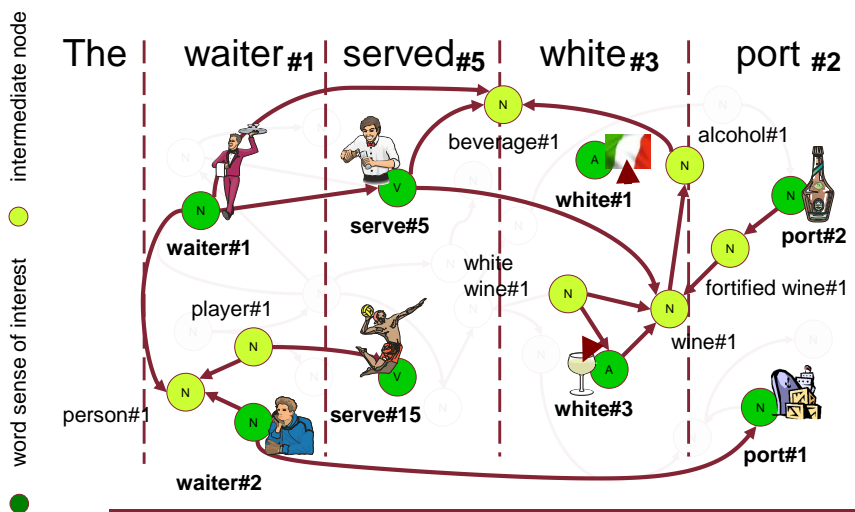 The waiter#1 served#5 white#3 port #2
intermediate node
word sense of interest
N
beverage#1
alcohol#1
A
N
white#1
N
waiter#1
V
serve#5
N
port#2
N
fortified wine#1
white
wine#1
N
N
wine#1
player#1
N
V
serve#15
A
white#3
N
person#1
N
waiter#2
N
port#1